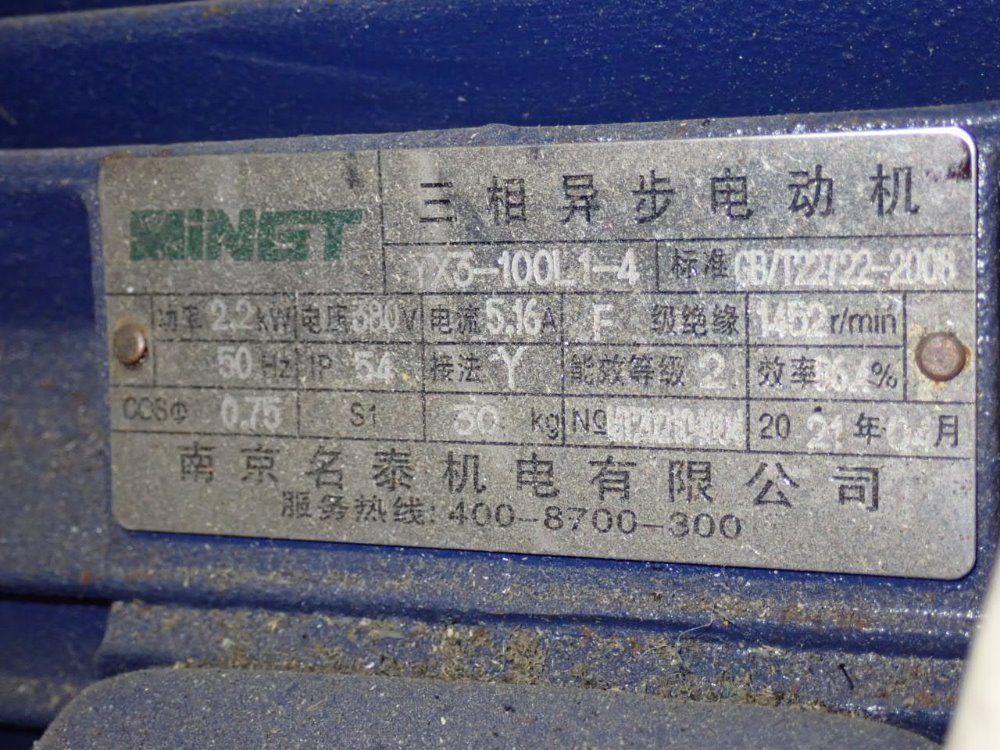 MiNGT
三相异步电动机
YX3-100L1-4 标准 GB/T22722-2008
功率 2.2 kW 电压 380 V 电流 5.16 A F 级绝缘 1452 r/min
50 Hz IP 54 接法 Y 能效等级 2 效率 %
COSΦ 0.75 S1 30 kg № 20 21 年 04 月
南京名泰机电有限公司
服务热线:400-8700-300